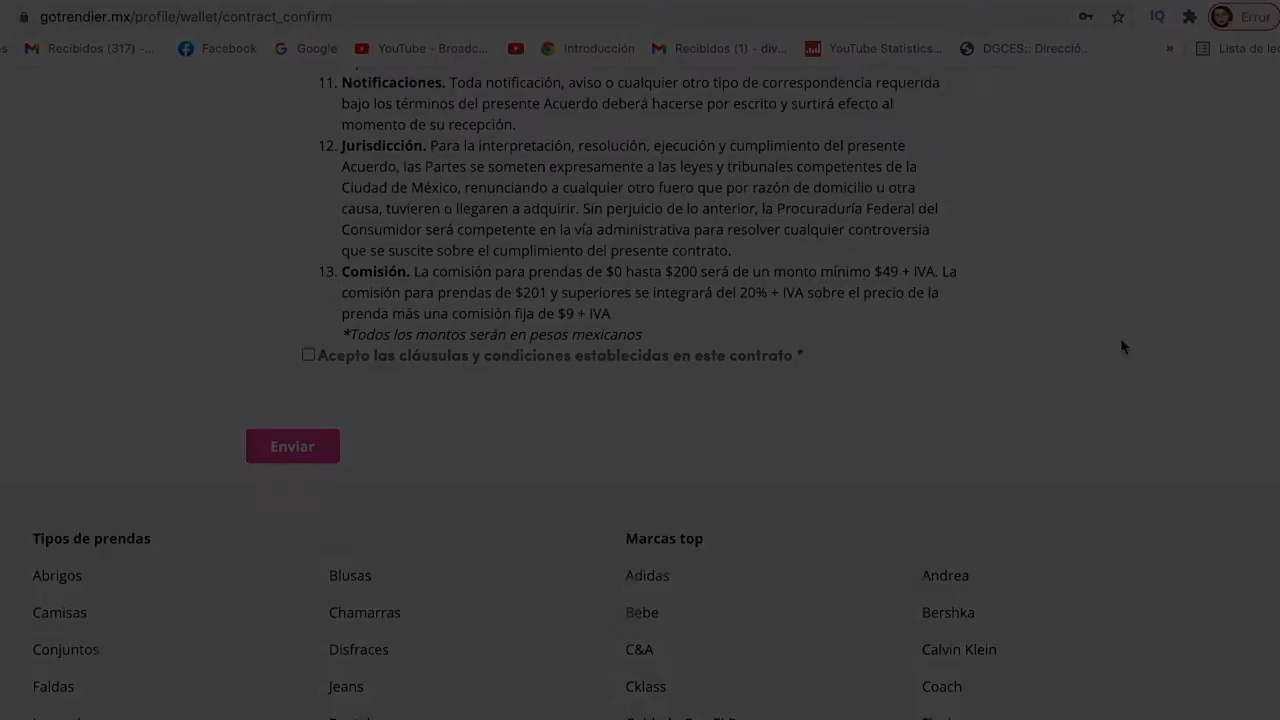 gotrendier.mx/profile/wallet/contract_confirm
IQ
Error
s
Recibidos (317) -...
Facebook
Google
YouTube - Broadc...
Introducción
Recibidos (1) - div...
YouTube Statistics...
DGCES:: Direcció...
»
Lista de lec
11. Notificaciones. Toda notificación, aviso o cualquier otro tipo de correspondencia requerida
bajo los términos del presente Acuerdo deberá hacerse por escrito y surtirá efecto al
momento de su recepción.
12. Jurisdicción. Para la interpretación, resolución, ejecución y cumplimiento del presente
Acuerdo, las Partes se someten expresamente a las leyes y tribunales competentes de la
Ciudad de México, renunciando a cualquier otro fuero que por razón de domicilio u otra
causa, tuvieren o llegaren a adquirir. Sin perjuicio de lo anterior, la Procuraduría Federal del
Consumidor será competente en la vía administrativa para resolver cualquier controversia
que se suscite sobre el cumplimiento del presente contrato.
13. Comisión. La comisión para prendas de $0 hasta $200 será de un monto mínimo $49 + IVA. La
comisión para prendas de $201 y superiores se integrará del 20% + IVA sobre el precio de la
prenda más una comisión fija de $9 + IVA
*Todos los montos serán en pesos mexicanos
Acepto las cláusulas y condiciones establecidas en este contrato *
Enviar
Tipos de prendas
Abrigos
Blusas
Camisas
Chamarras
Conjuntos
Disfraces
Faldas
Jeans
Marcas top
Adidas
Andrea
Bebe
Bershka
C&A
Calvin Klein
Cklass
Coach